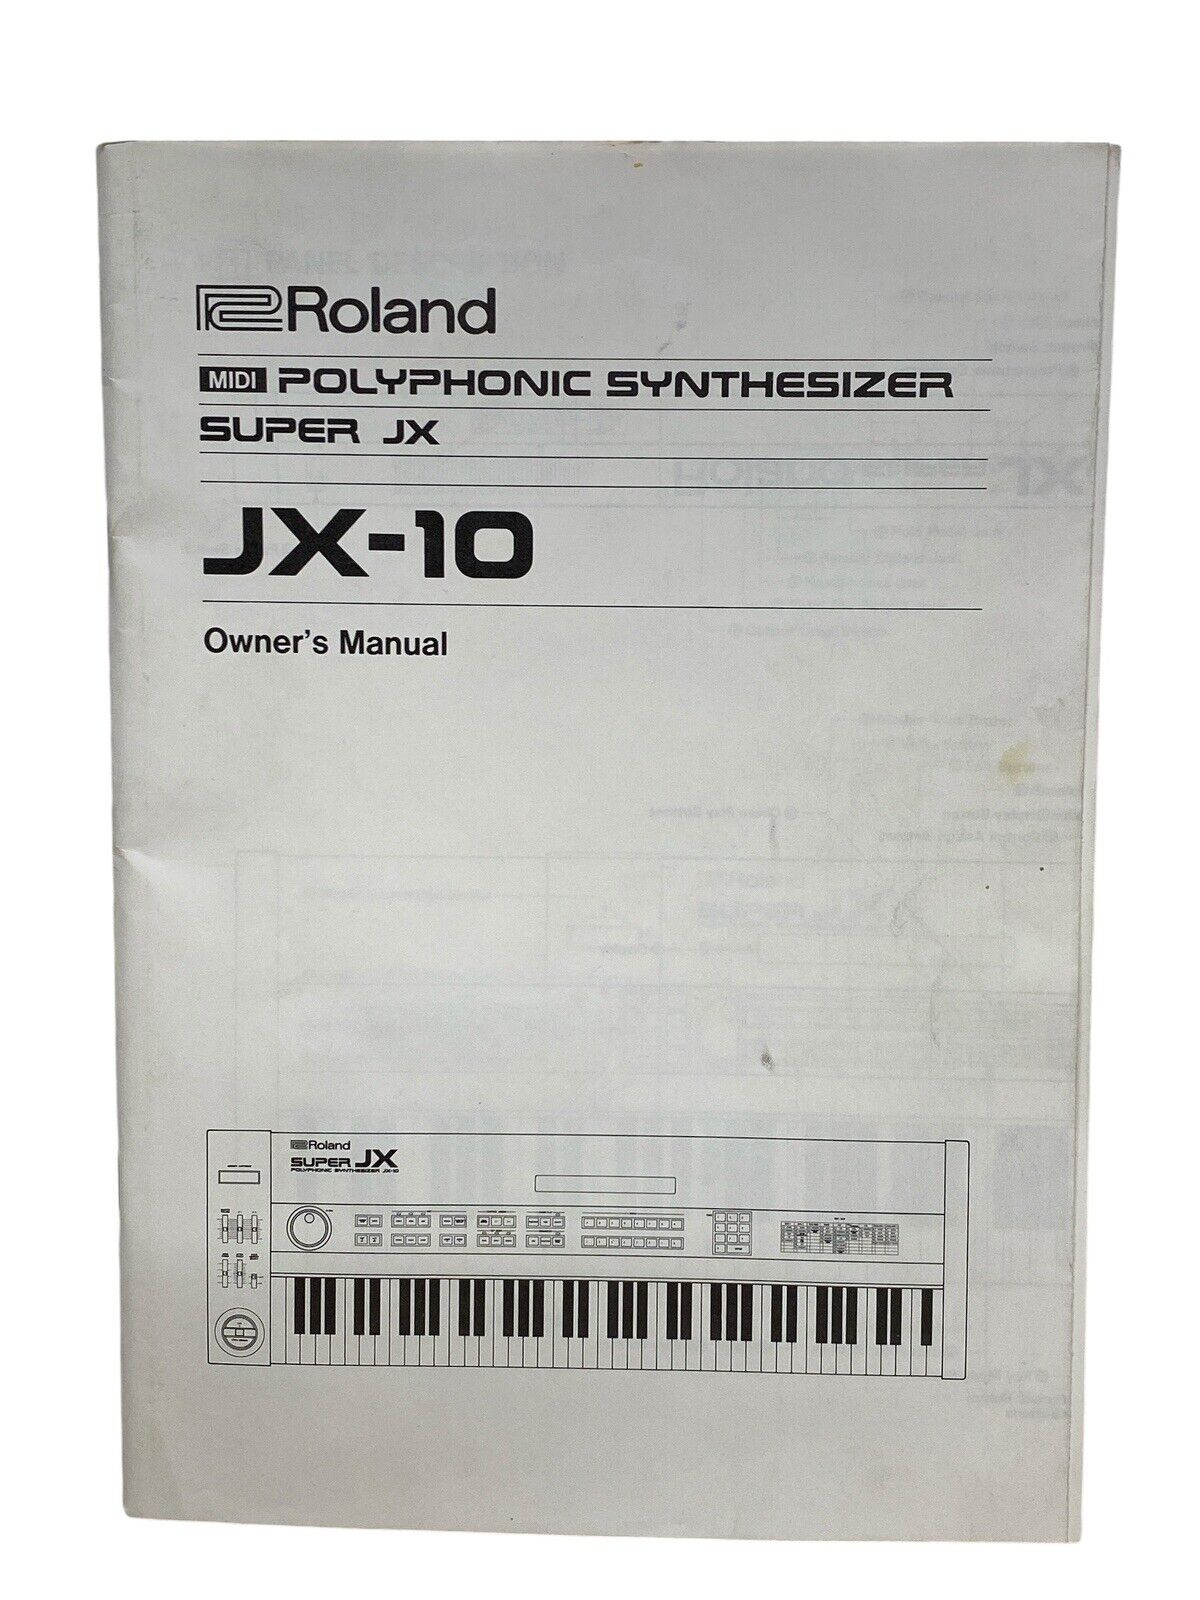 Roland
MIDI POLYPHONIC SYNTHESIZER
SUPER JX
JX-10
Owner's Manual
Roland
SUPER JX
POLYPHONIC SYNTHESIZER JX-10